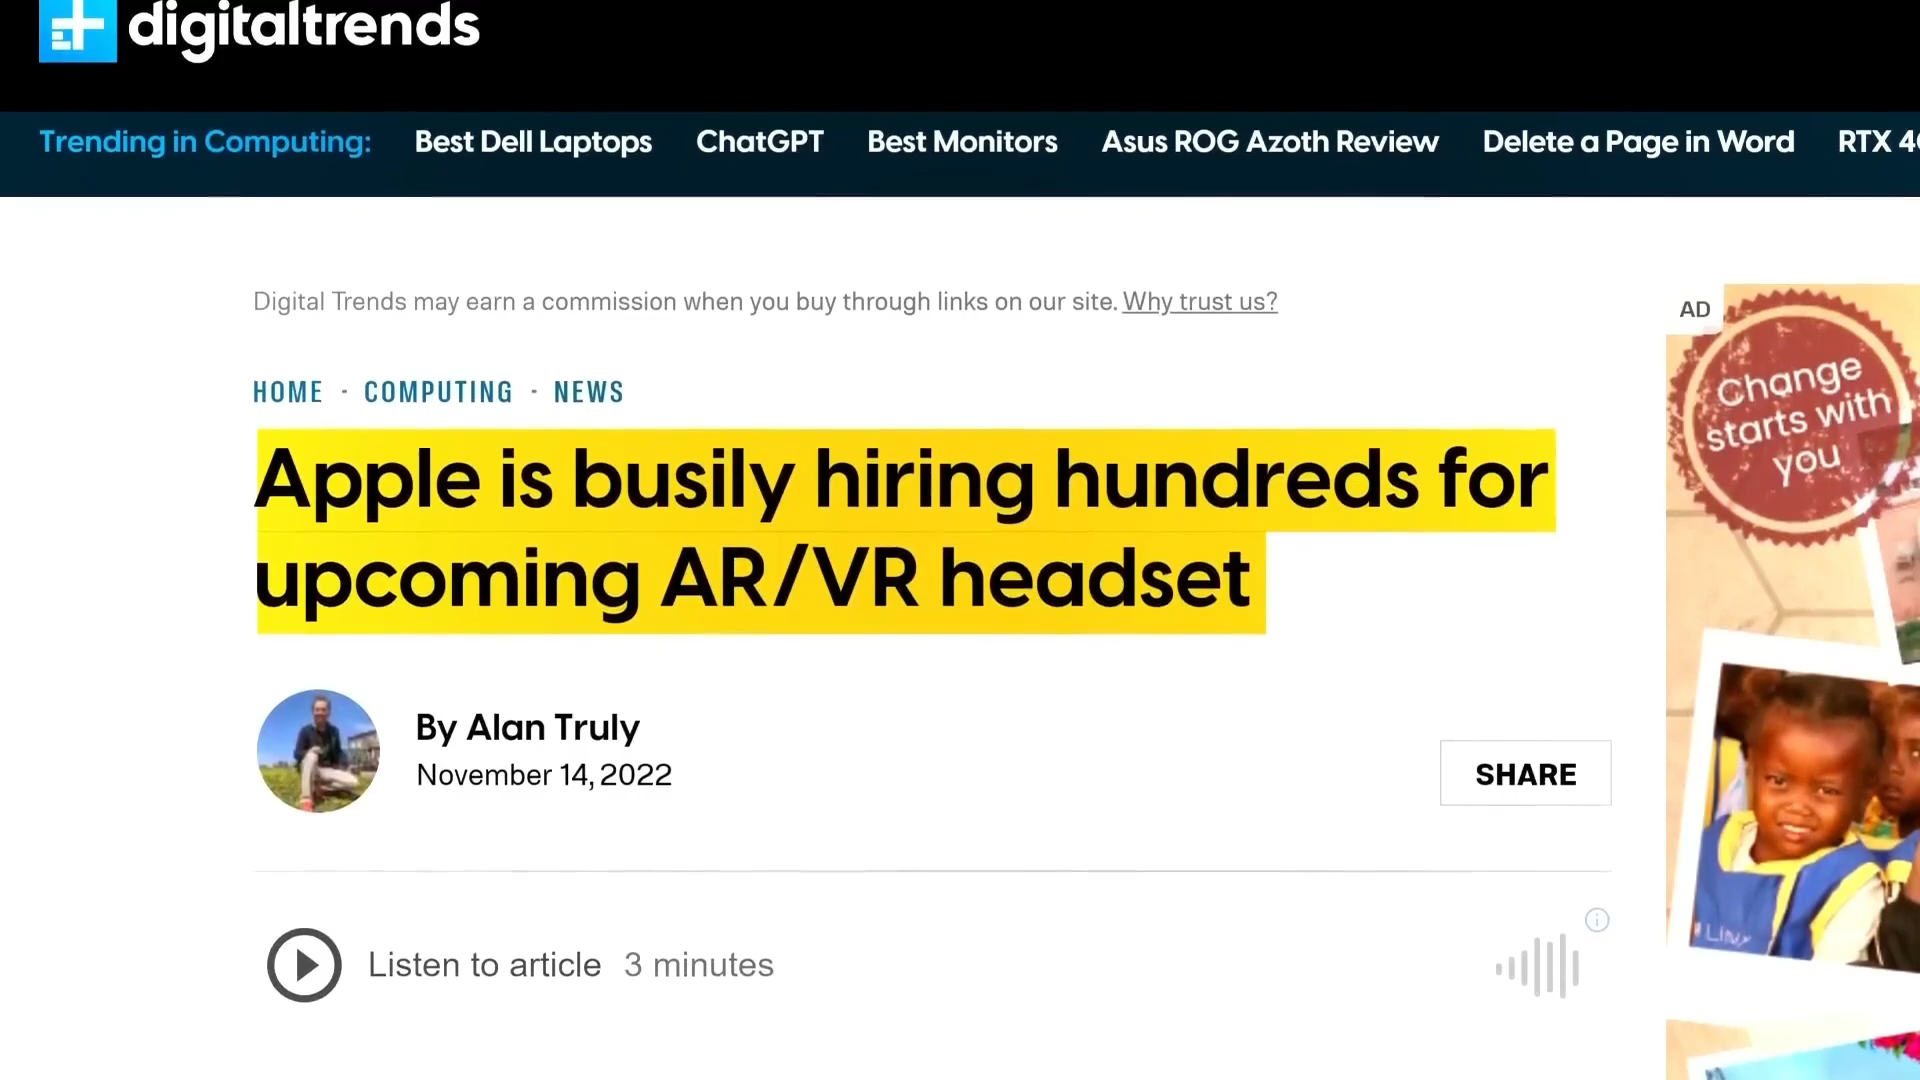 digitaltrends
Trending in Computing: Best Dell Laptops ChatGPT Best Monitors Asus ROG Azoth Review Delete a Page in Word RTX
Digital Trends may earn a commission when you buy through links on our site. Why trust us?
AD
Change
starts with
you
HOME · COMPUTING · NEWS
Apple is busily hiring hundreds for
upcoming AR/VR headset
By Alan Truly
November 14, 2022
SHARE
Listen to article 3 minutes